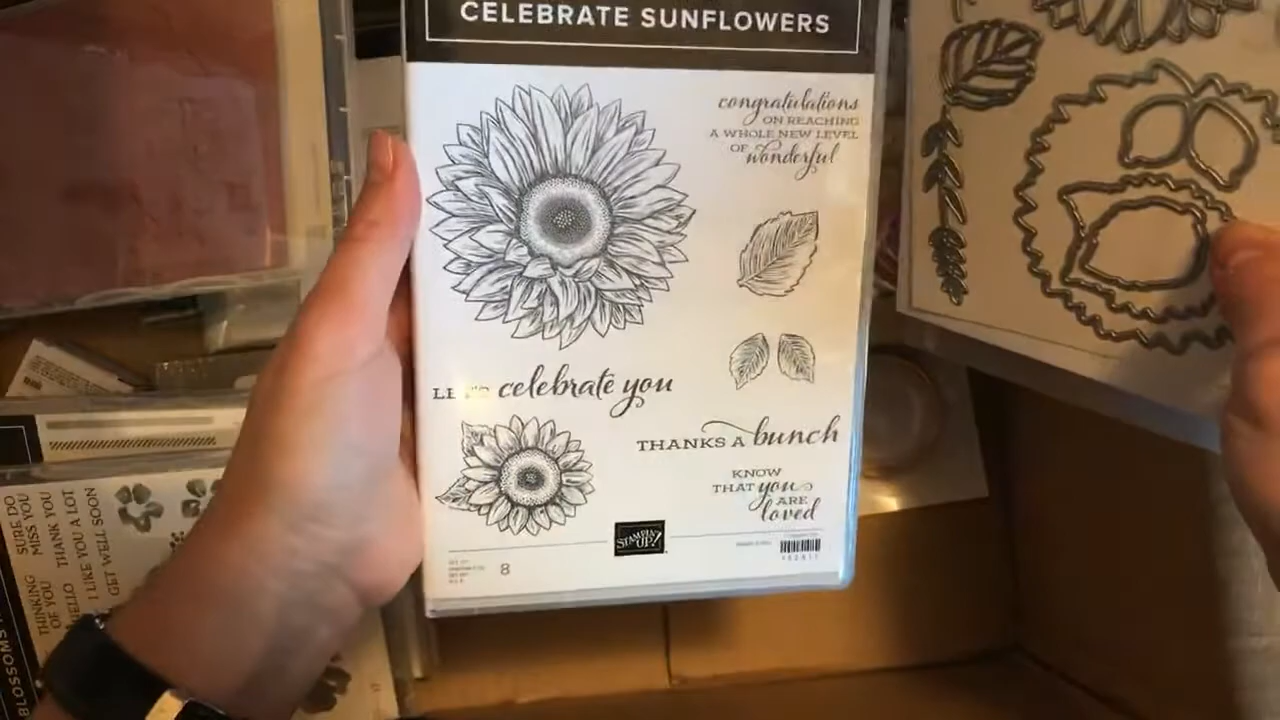 CELEBRATE SUNFLOWERS
congratulations
ON REACHING
A WHOLE NEW LEVEL
OF wonderful
celebrate you
THANKS A bunch
KNOW
THAT you
ARE
loved
STAMPIN' UP!
8
SURE DO
MISS YOU
THANK YOU
I LIKE YOU A LOT
GET WELL SOON
THINKING
OF YOU
HELLO
BLOSSOMS